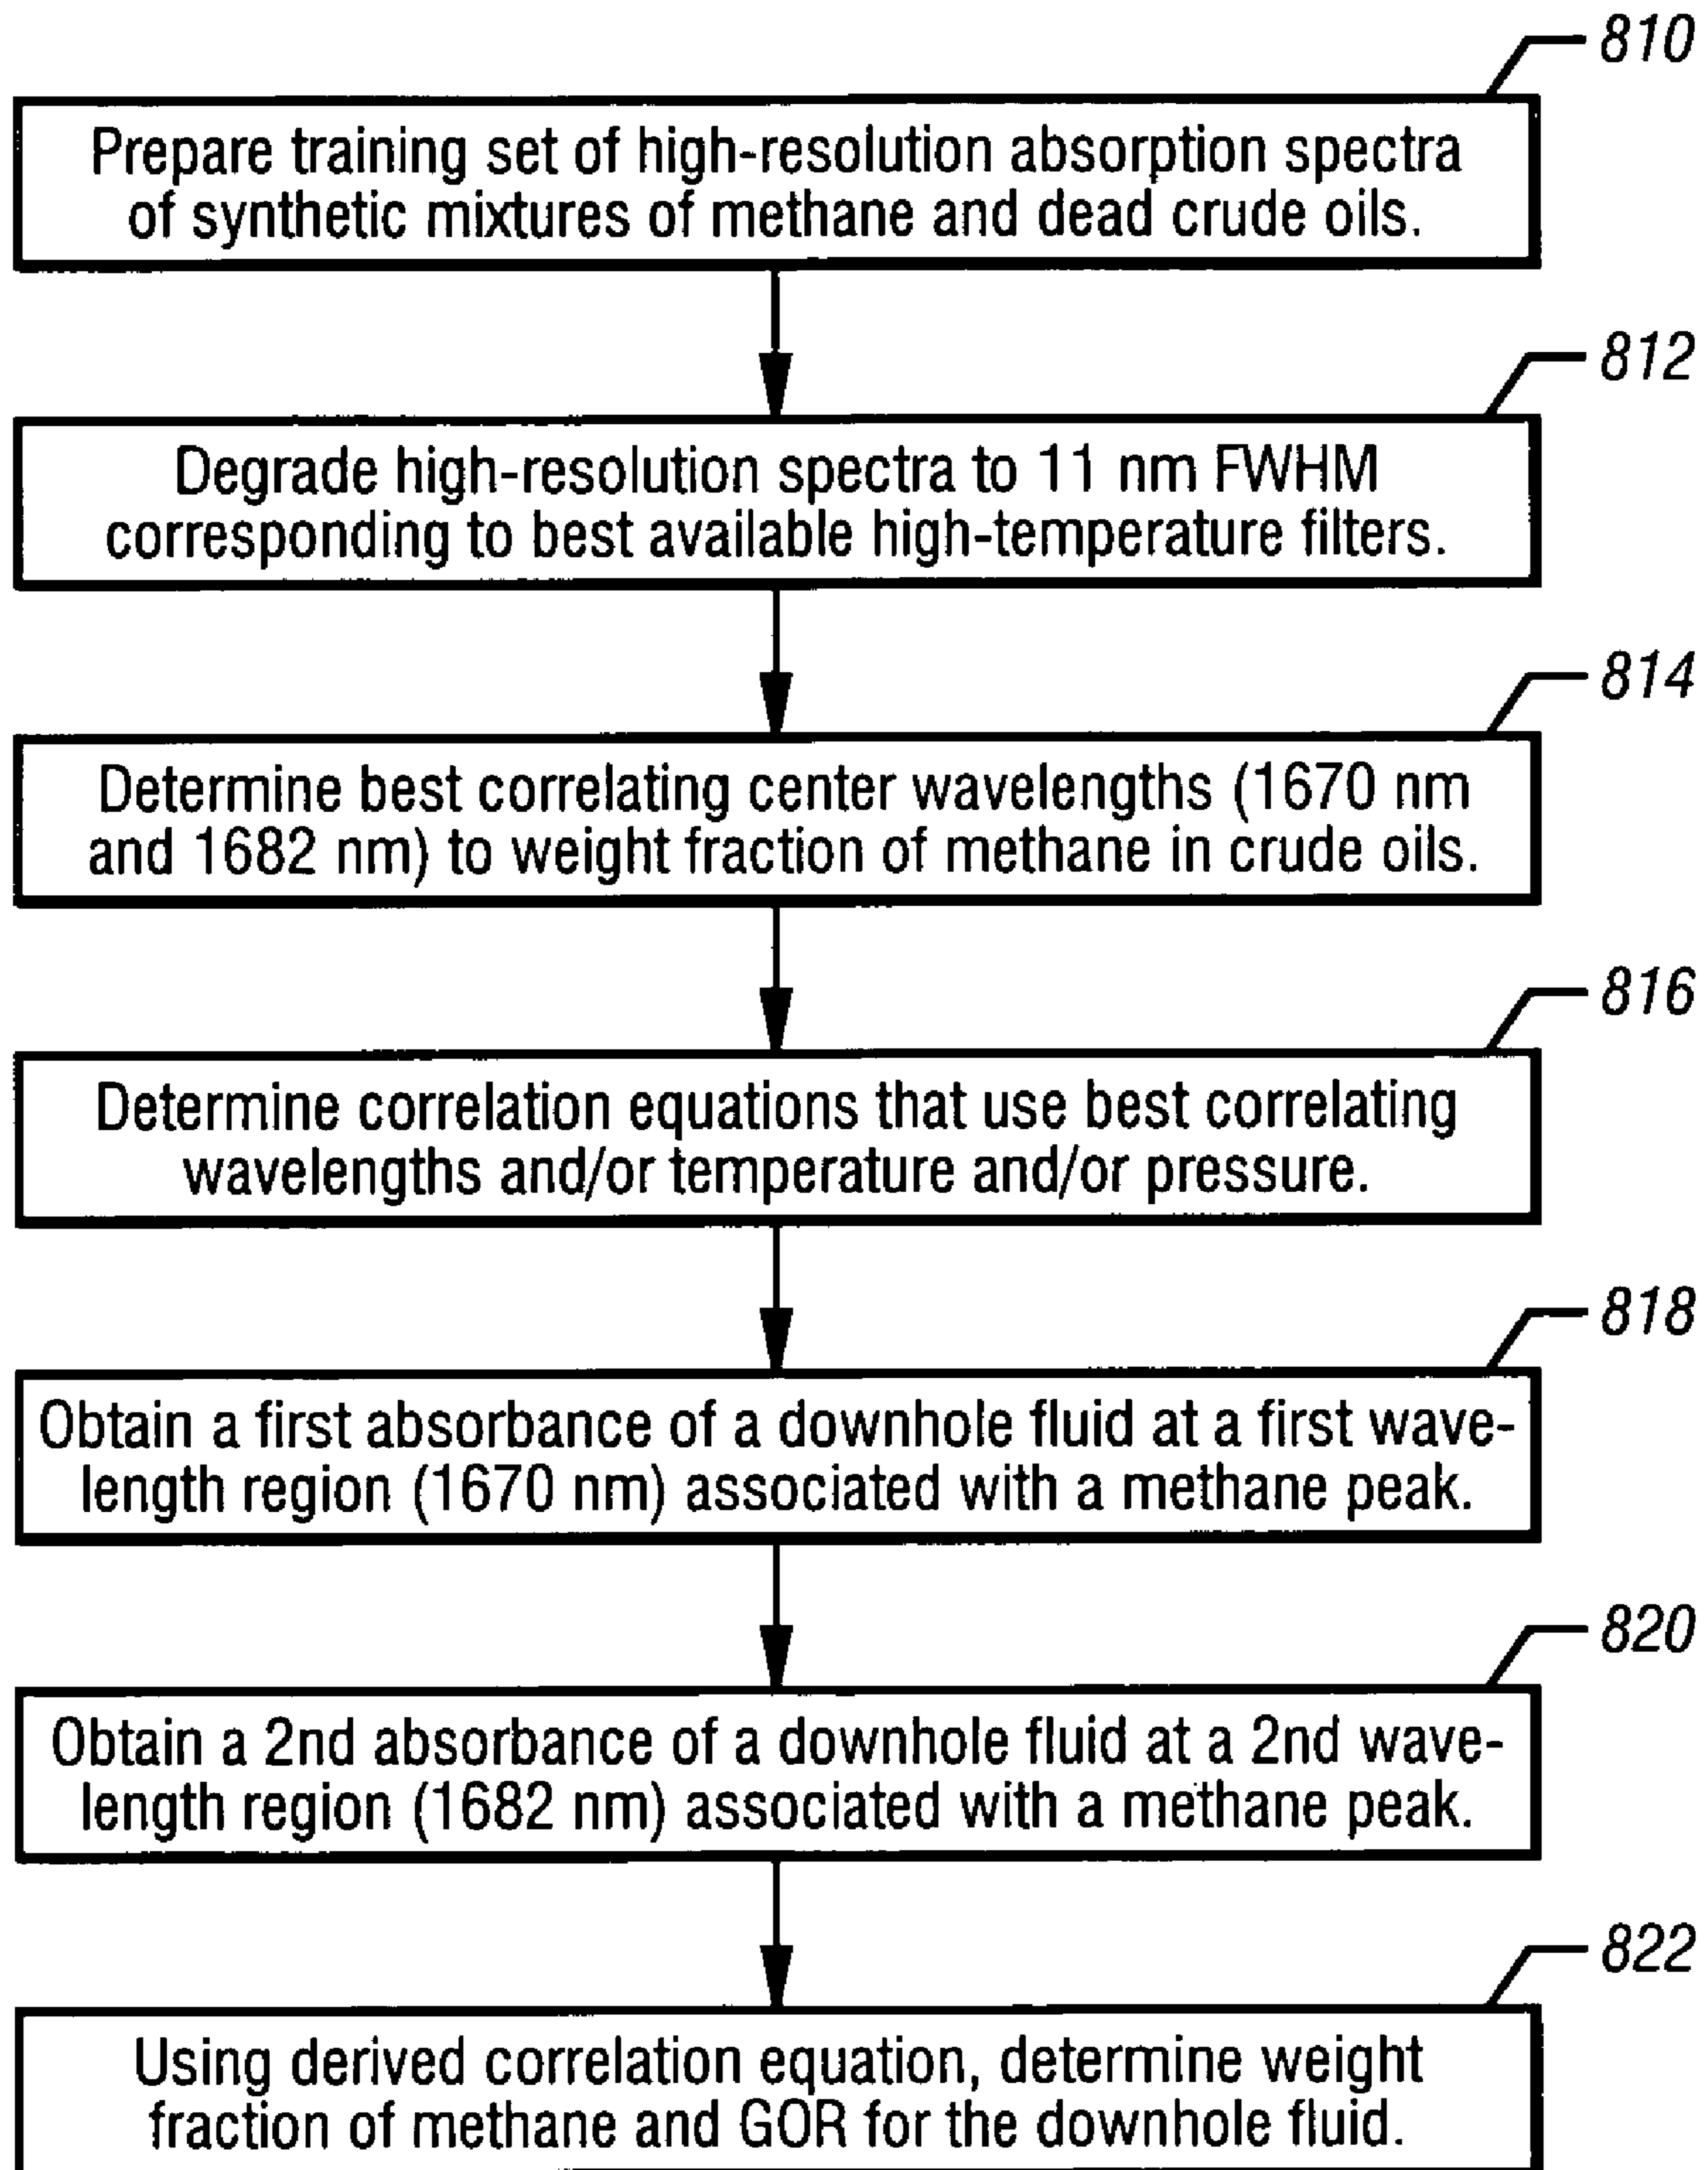 810
Prepare training set of high-resolution absorption spectra
of synthetic mixtures of methane and dead crude oils.
812
Degrade high-resolution spectra to 11 nm FWHM
corresponding to best available high-temperature filters.
814
Determine best correlating center wavelengths (1670 nm
and 1682 nm) to weight fraction of methane in crude oils.
816
Determine correlation equations that use best correlating
wavelengths and/or temperature and/or pressure.
818
Obtain a first absorbance of a downhole fluid at a first wave-
length region (1670 nm) associated with a methane peak.
820
Obtain a 2nd absorbance of a downhole fluid at a 2nd wave-
length region (1682 nm) associated with a methane peak.
822
Using derived correlation equation, determine weight
fraction of methane and GOR for the downhole fluid.